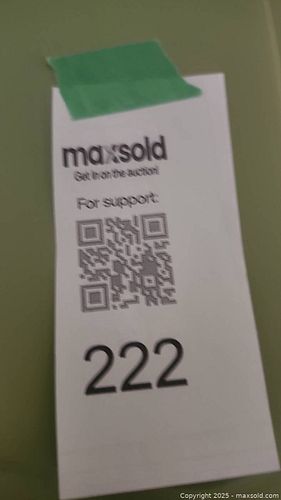 maxsold
Get in on the auction!
For support:
222
Copyright 2025 - maxsold.com